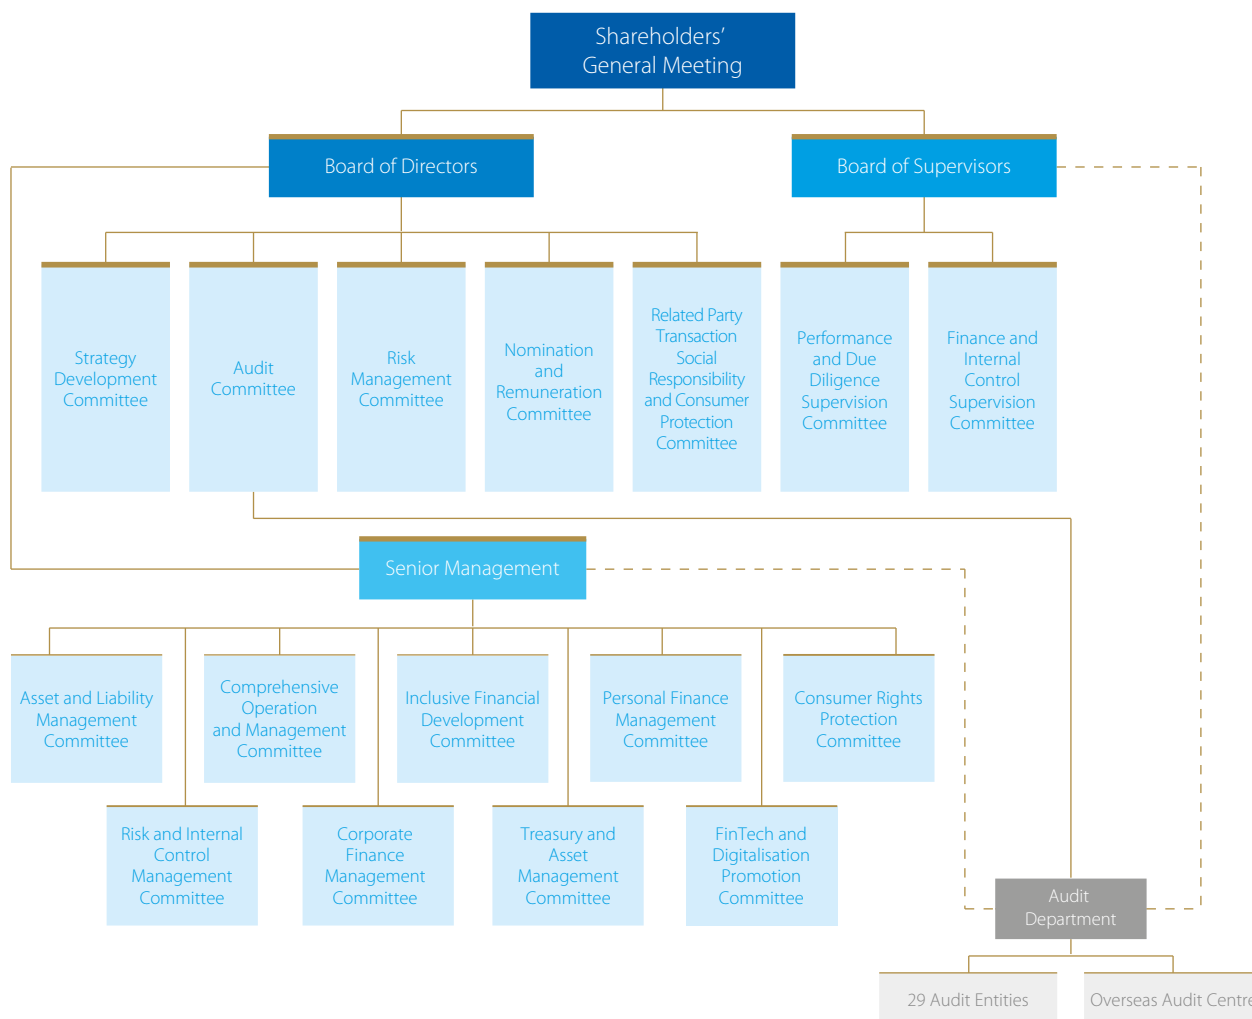 Shareholders’
General Meeting
Board of Directors
Board of Supervisors
Strategy
Development
Committee
Audit
Committee
Risk
Management
Committee
Nomination
and
Remuneration
Committee
Related Party
Transaction
Social
Responsibility
and Consumer
Protection
Committee
Performance
and Due
Diligence
Supervision
Committee
Finance and
Internal
Control
Supervision
Committee
Senior Management
Asset and Liability
Management
Committee
Comprehensive
Operation
and Management
Committee
Inclusive Financial
Development
Committee
Personal Finance
Management
Committee
Consumer Rights
Protection
Committee
Risk and Internal
Control
Management
Committee
Corporate
Finance
Management
Committee
Treasury and
Asset
Management
Committee
FinTech and
Digitalisation
Promotion
Committee
Audit
Department
29 Audit Entities
Overseas Audit Centre